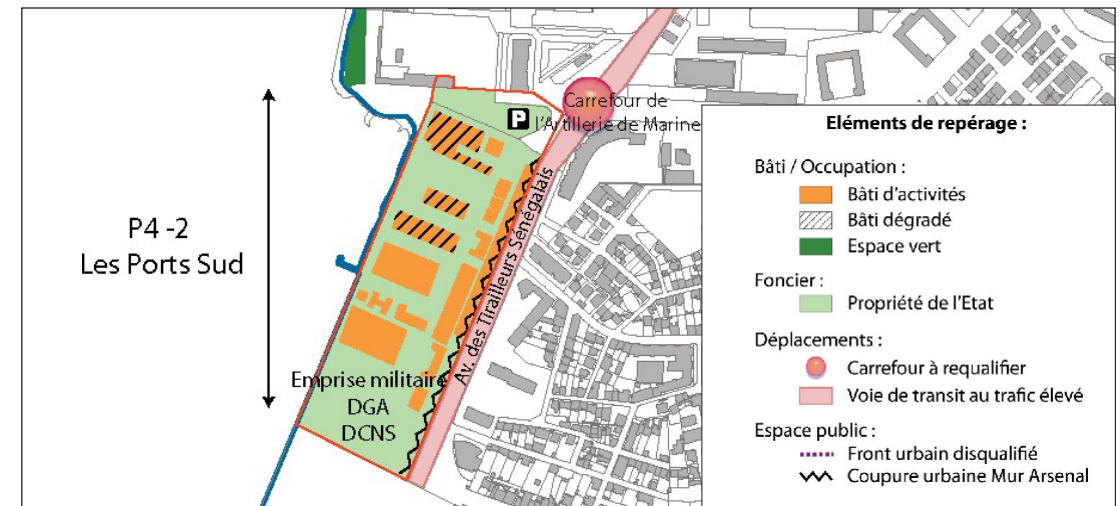 P4 -2
Les Ports Sud
P
Carrefour de
l'Artillerie de Marine
Av. des Tirailleurs Sénégalais
Emprise militaire
DGA
DCNS
Eléments de repérage :
Bâti / Occupation :
Bâti d'activités
Bâti dégradé
Espace vert
Foncier :
Propriété de l'Etat
Déplacements :
Carrefour à requalifier
Voie de transit au trafic élevé
Espace public :
Front urbain disqualifié
Coupure urbaine Mur Arsenal